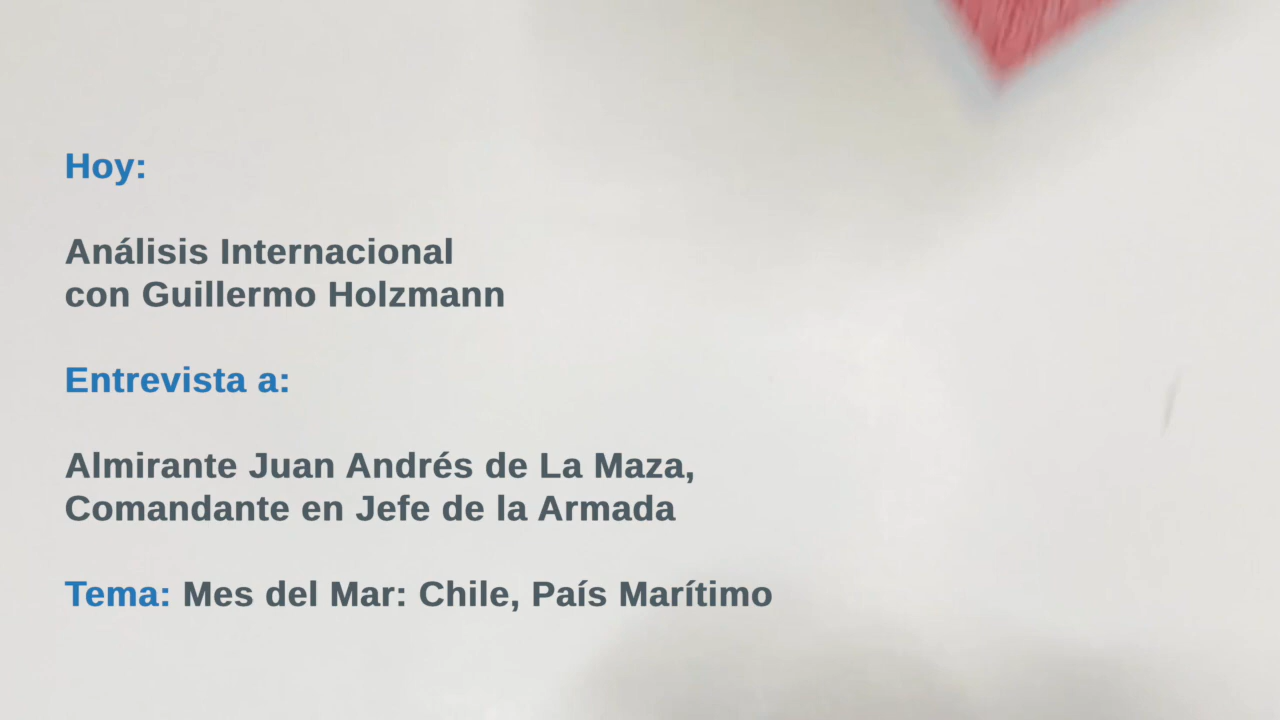 Hoy:
Análisis Internacional
con Guillermo Holzmann
Entrevista a:
Almirante Juan Andrés de La Maza,
Comandante en Jefe de la Armada
Tema: Mes del Mar: Chile, País Marítimo